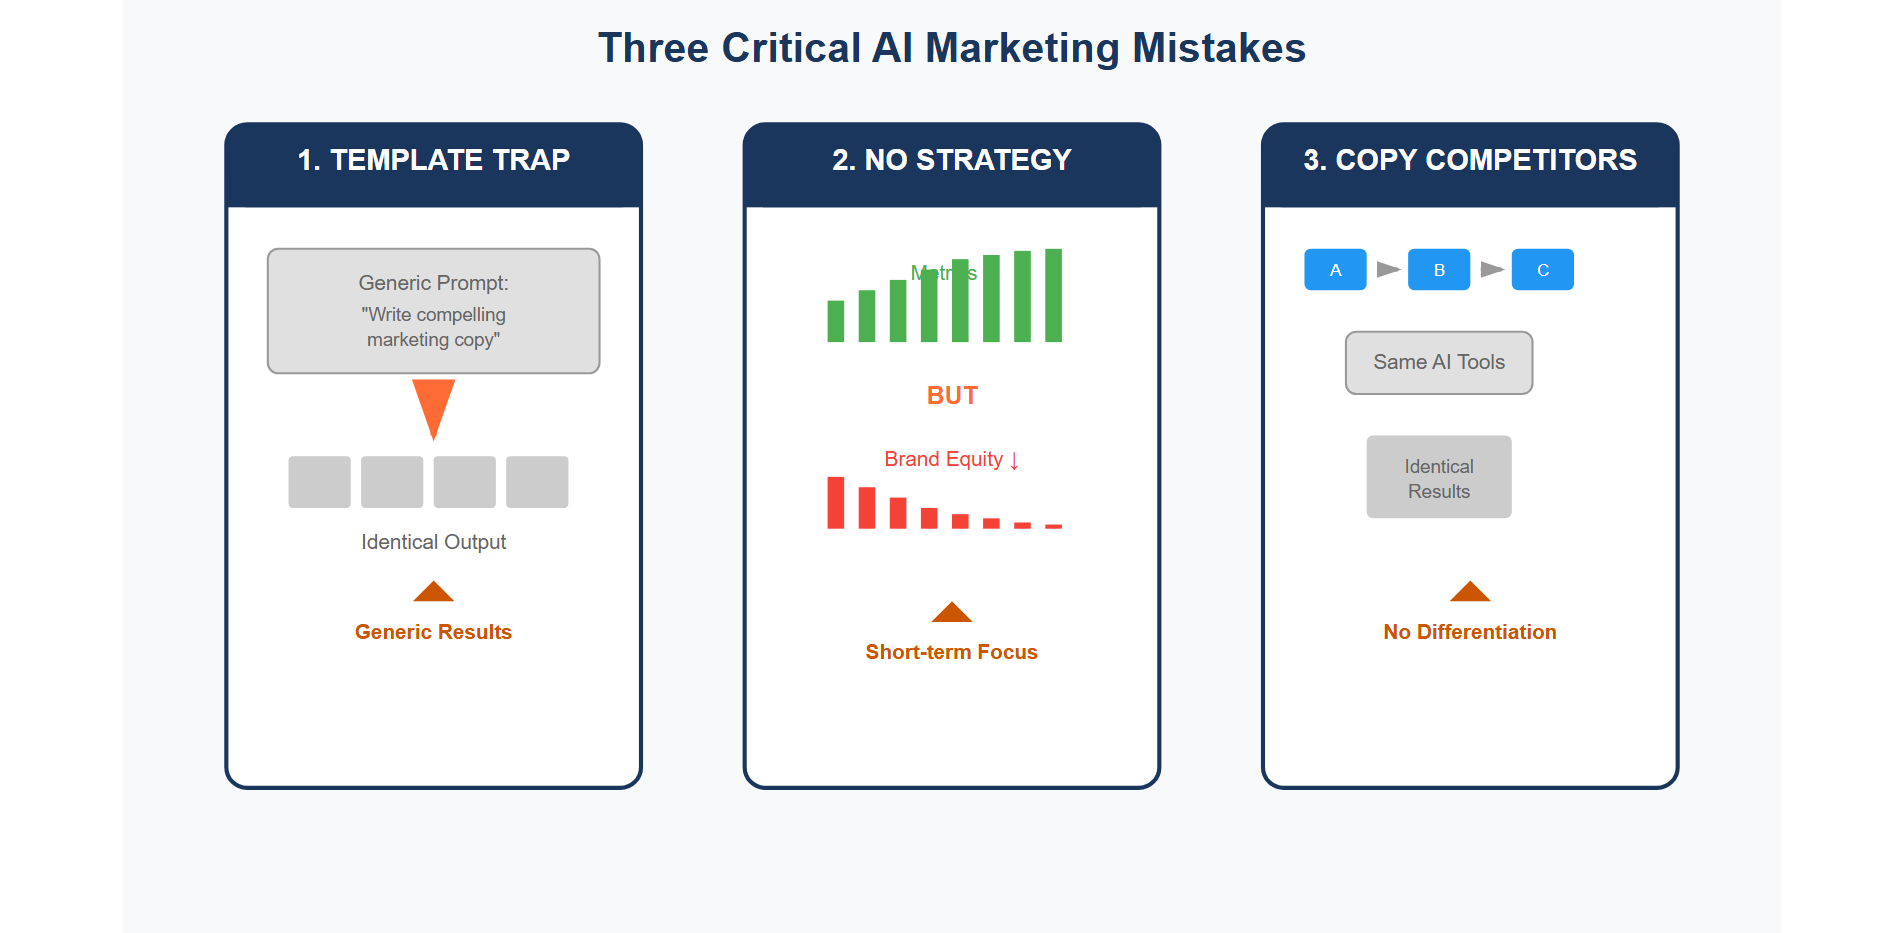 Three Critical AI Marketing Mistakes
1. TEMPLATE TRAP
Generic Prompt:
"Write compelling
marketing copy"
Identical Output
Generic Results
2. NO STRATEGY
Metrics
BUT
Brand Equity ↓
Short-term Focus
3. COPY COMPETITORS
A
B
C
Same AI Tools
Identical
Results
No Differentiation